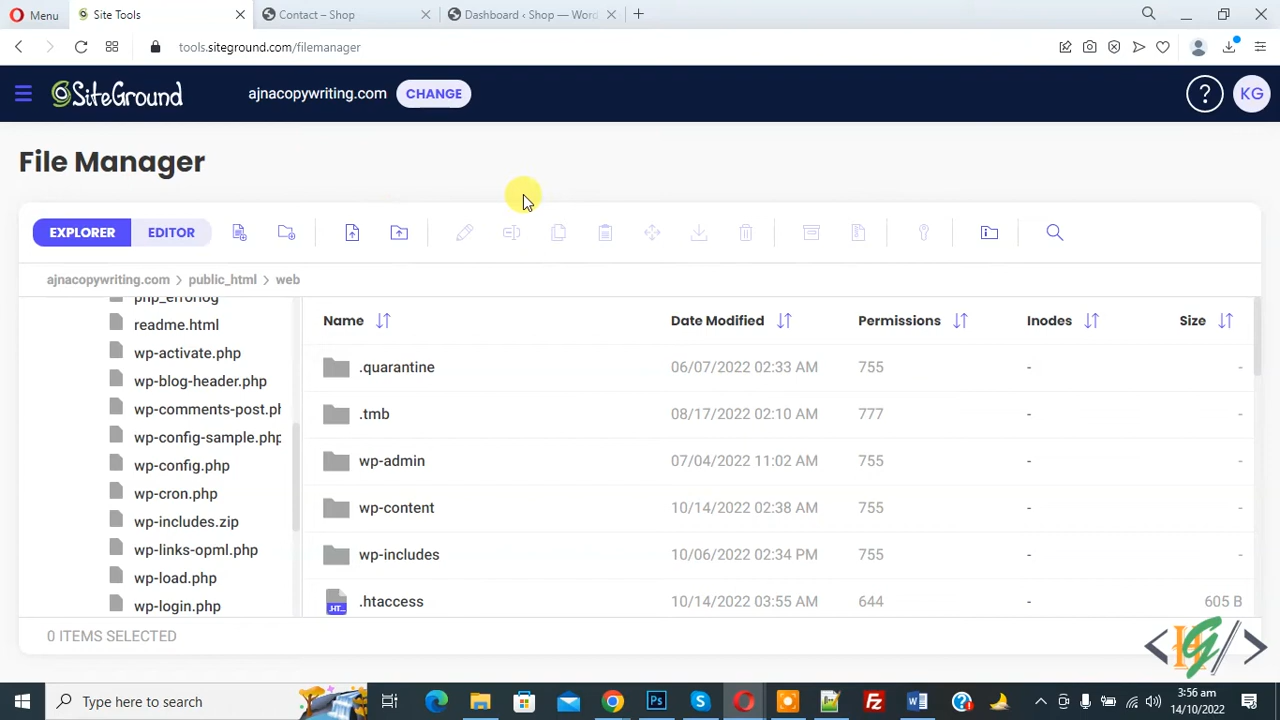 Menu
Site Tools
Contact – Shop
Dashboard ‹ Shop — Word
tools.siteground.com/filemanager
SiteGround
ajnacopywriting.com
CHANGE
?
KG
File Manager
EXPLORER
EDITOR
ajnacopywriting.com > public_html > web
php_errorlog
readme.html
wp-activate.php
wp-blog-header.php
wp-comments-post.ph
wp-config-sample.php
wp-config.php
wp-cron.php
wp-includes.zip
wp-links-opml.php
wp-load.php
wp-login.php
Name Date Modified Permissions Inodes Size
.quarantine 06/07/2022 02:33 AM 755 - -
.tmb 08/17/2022 02:10 AM 777 - -
wp-admin 07/04/2022 11:02 AM 755 - -
wp-content 10/14/2022 02:38 AM 755 - -
wp-includes 10/06/2022 02:34 PM 755 - -
.htaccess 10/14/2022 03:55 AM 644 - 605 B
0 ITEMS SELECTED
Type here to search
3:56 am
14/10/2022